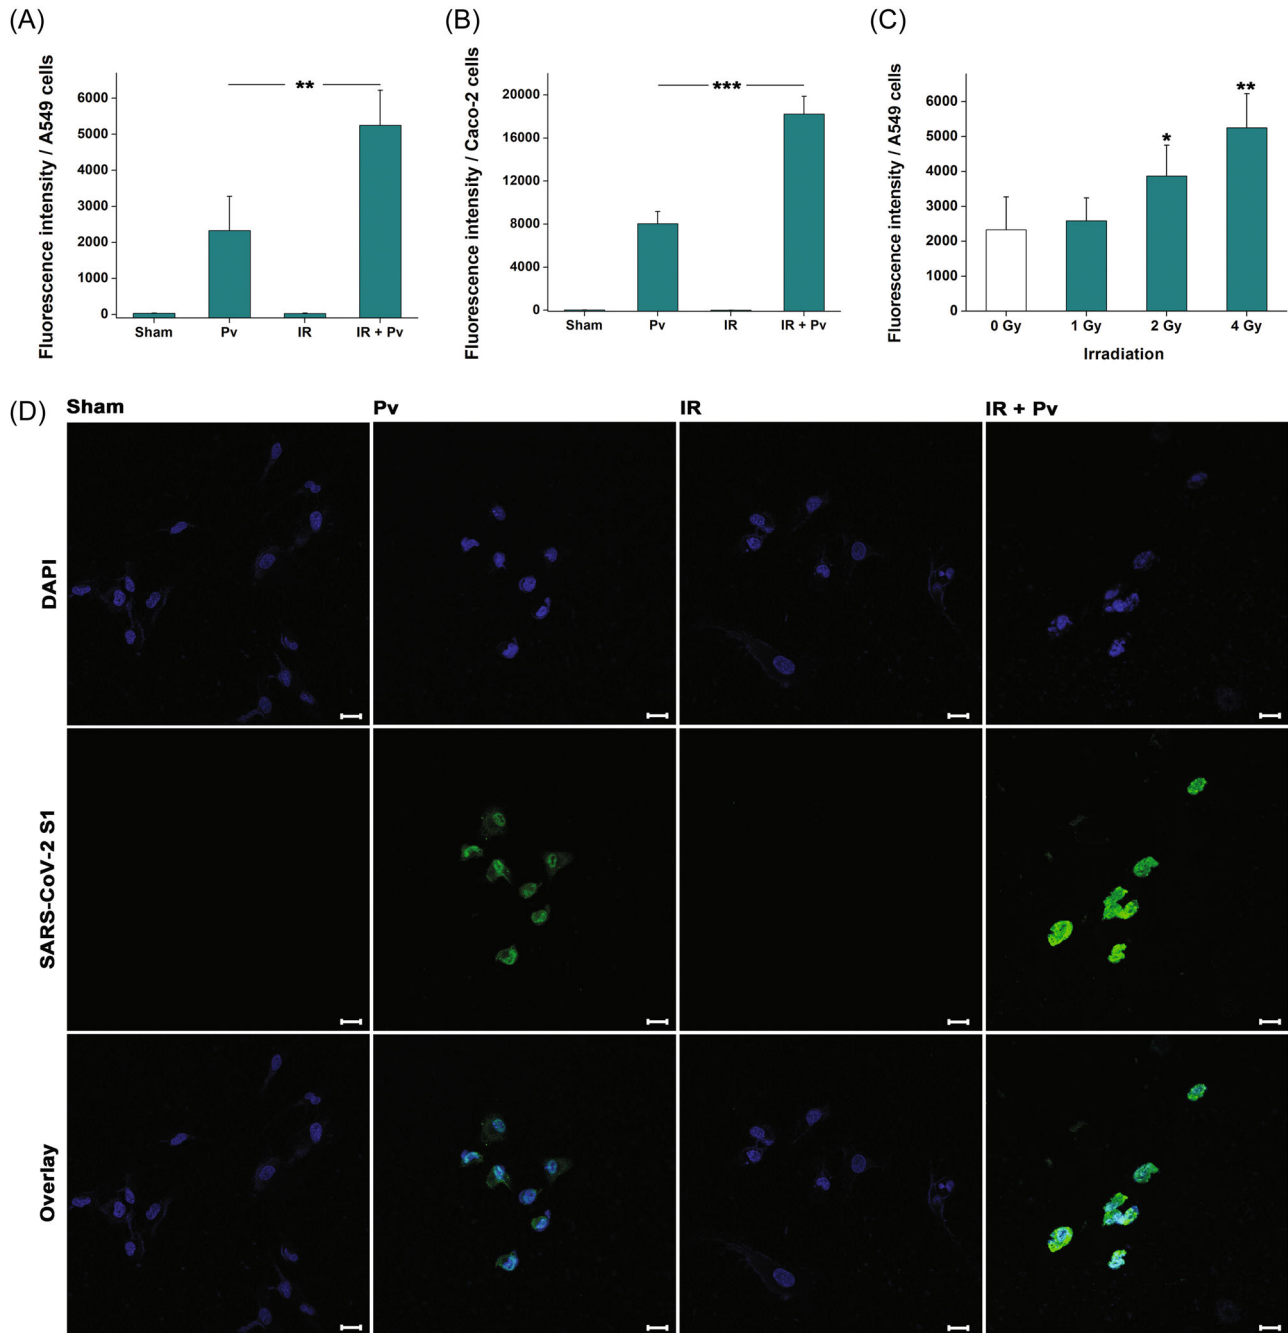 (A)
Fluorescence intensity / A549 cells
6000
5000
4000
3000
2000
1000
0
**
Sham
Pv
IR
IR + Pv
(B)
Fluorescence intensity / Caco-2 cells
20000
16000
12000
8000
4000
0
***
Sham
Pv
IR
IR + Pv
(C)
Fluorescence intensity / A549 cells
6000
5000
4000
3000
2000
1000
0
*
**
0 Gy
1 Gy
2 Gy
4 Gy
Irradiation
(D)
Sham
Pv
IR
IR + Pv
DAPI
SARS-CoV-2 S1
Overlay